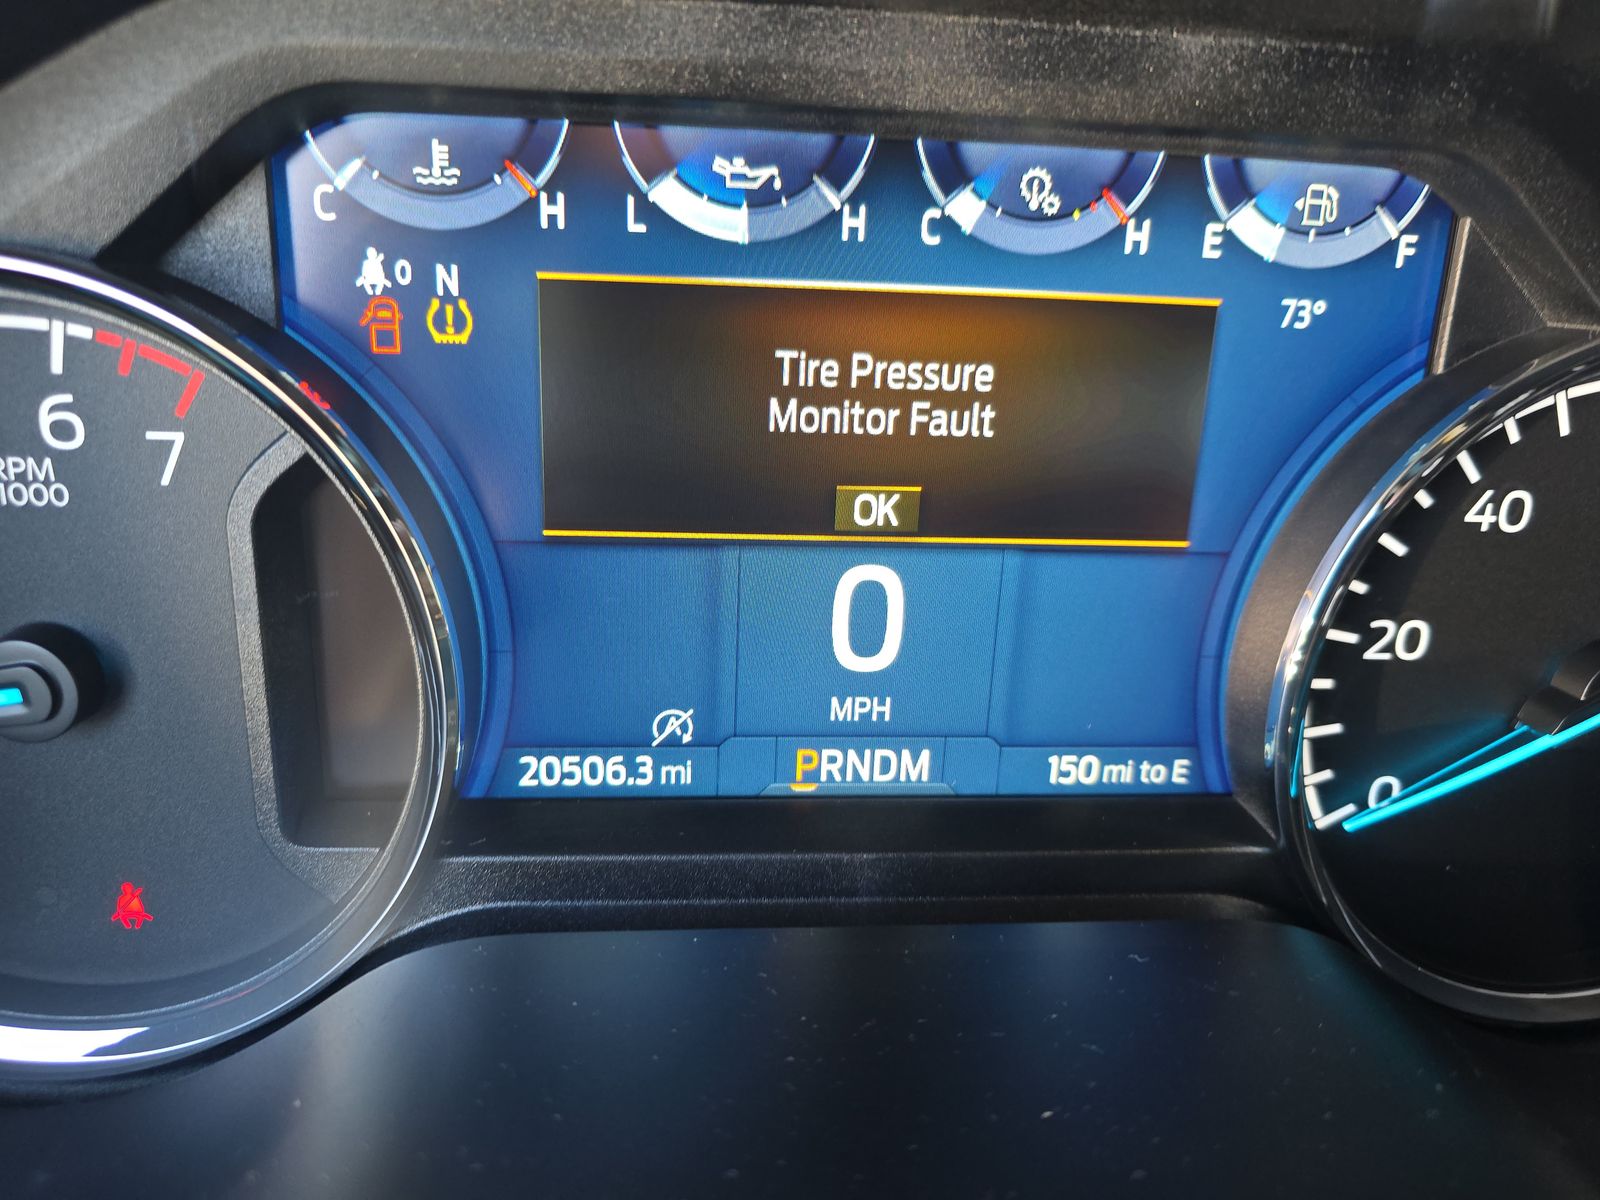 C H
L H
C H
E F
0 N
73°
Tire Pressure
Monitor Fault
OK
6
7
RPM
1000
40
20
0
0
MPH
A
20506.3 mi
PRNDM
150 mi to E